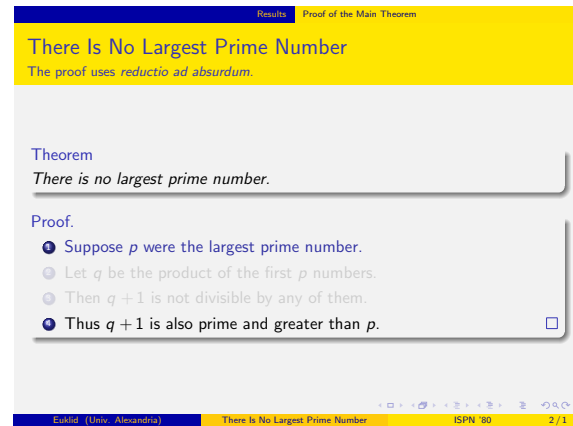 Results Proof of the Main Theorem
There Is No Largest Prime Number
The proof uses reductio ad absurdum.
Theorem
There is no largest prime number.
Proof.
1 Suppose p were the largest prime number.
2 Let q be the product of the first p numbers.
3 Then q + 1 is not divisible by any of them.
4 Thus q + 1 is also prime and greater than p.
Euklid (Univ. Alexandria) There Is No Largest Prime Number ISPN '80 2 / 1